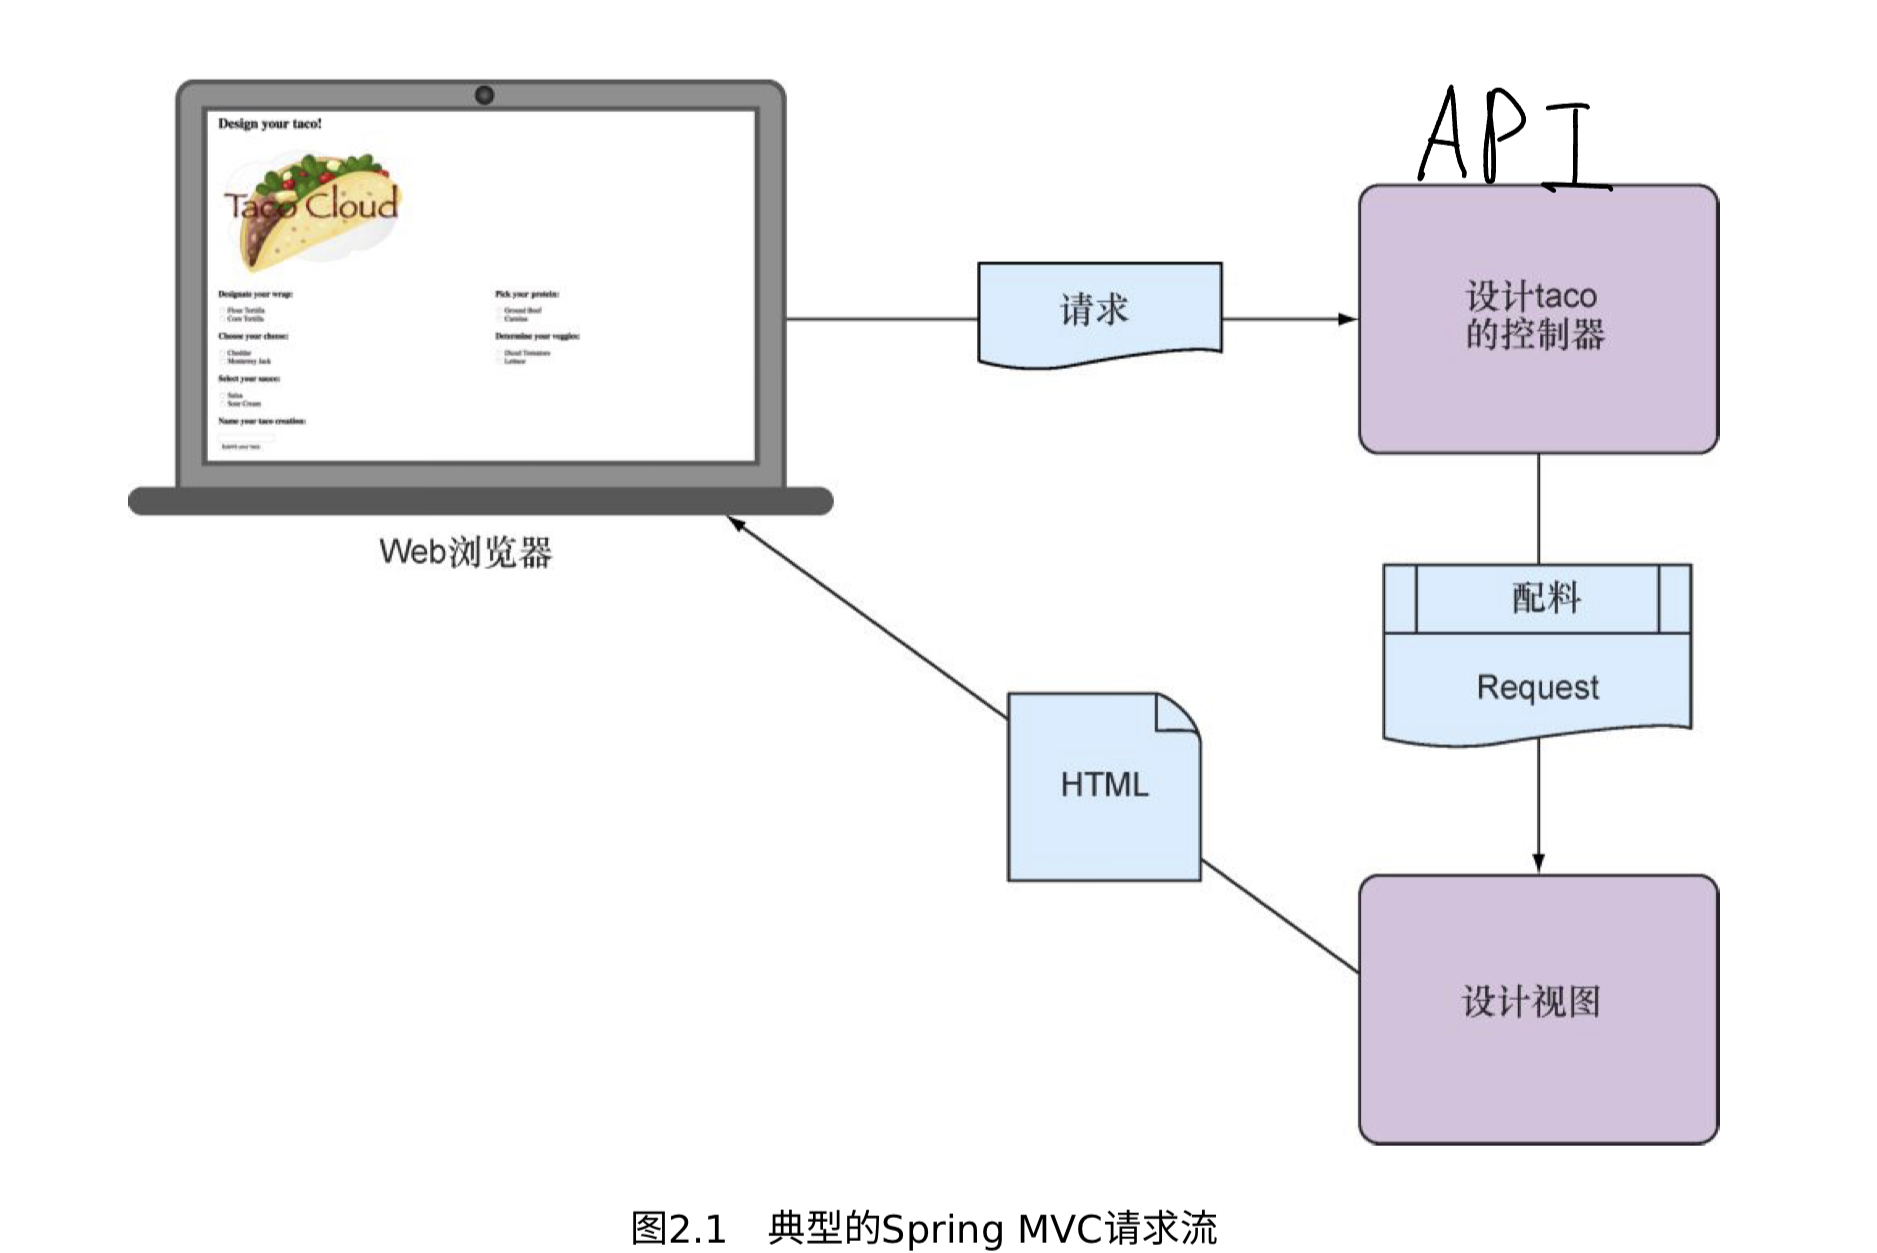 Design your taco!
Taco Cloud
Designate your wrap:
Flour Tortilla
Corn Tortilla
Choose your cheese:
Cheddar
Monterrey Jack
Select your sauce:
Salsa
Sour Cream
Name your taco creation:
Submit your taco
Pick your protein:
Ground Beef
Carnitas
Determine your veggies:
Diced Tomatoes
Lettuce
Web浏览器
请求
API
设计taco
的控制器
配料
Request
HTML
设计视图
图2.1 典型的Spring MVC请求流